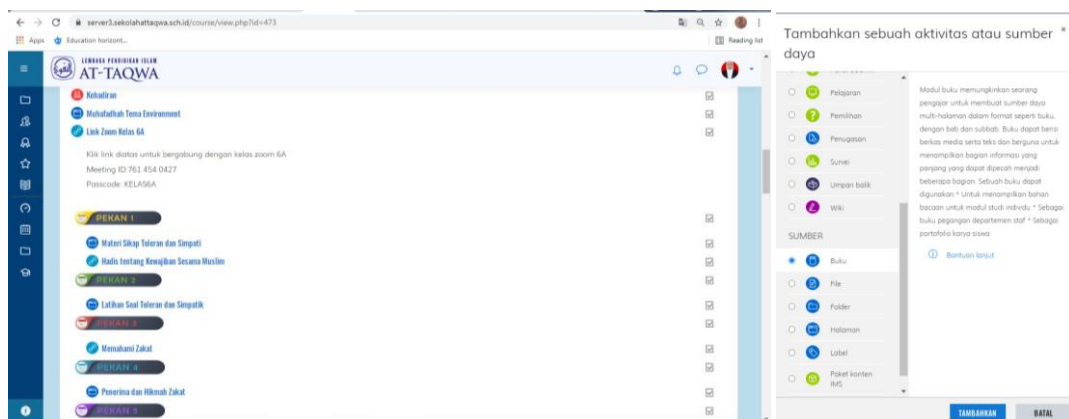 server3.sekolahattaqwa.sch.id/course/view.php?id=473
Apps Education horizont... Reading list
LEMBAGA PENDIDIKAN ISLAM
AT-TAQWA
Kehadiran
Muhafadhah Tema Environment
Link Zoom Kelas 6A
Klik link diatas untuk bergabung dengan kelas zoom 6A
Meeting ID:761 454 0427
Passcode: KELAS6A
PEKAN 1
Materi Sikap Toleran dan Simpati
Hadis tentang Kewajiban Sesama Muslim
PEKAN 2
Latihan Soal Toleran dan Simpatik
PEKAN 3
Memahami Zakat
PEKAN 4
Penerima dan Hikmah Zakat
PEKAN 5
Tambahkan sebuah aktivitas atau sumber
daya
Pelajaran
Pemilihan
Penugasan
Survei
Umpan balik
Wiki
SUMBER
Buku
File
Folder
Halaman
Label
Paket konten
IMS
Modul buku memungkinkan seorang
pengajar untuk membuat sumber daya
multi-halaman dalam format seperti buku,
dengan bab dan subbab. Buku dapat berisi
berkas media serta teks dan berguna untuk
menampilkan bagian informasi yang
panjang yang dapat dipecah menjadi
beberapa bagian. Sebuah buku dapat
digunakan * Untuk menampilkan bahan
bacaan untuk modul studi individu * Sebagai
buku pegangan departemen staf * Sebagai
portofolio karya siswa
Bantuan lanjut
TAMBAHKAN BATAL